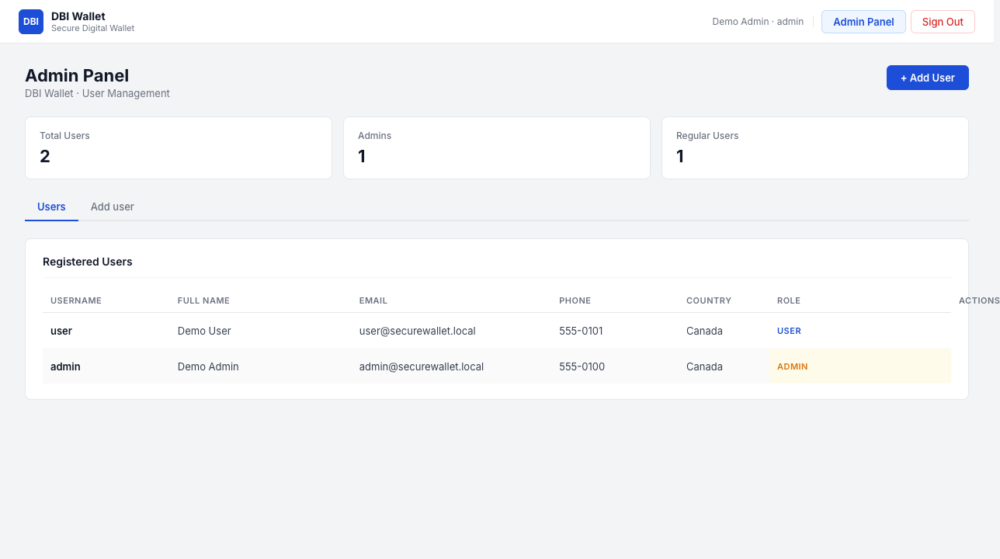 DBI
DBI Wallet
Secure Digital Wallet
Demo Admin · admin
Admin Panel
Sign Out
Admin Panel
DBI Wallet · User Management
+ Add User
Total Users
2
Admins
1
Regular Users
1
Users
Add user
Registered Users
USERNAME FULL NAME EMAIL PHONE COUNTRY ROLE ACTIONS
user Demo User user@securewallet.local 555-0101 Canada USER
admin Demo Admin admin@securewallet.local 555-0100 Canada ADMIN